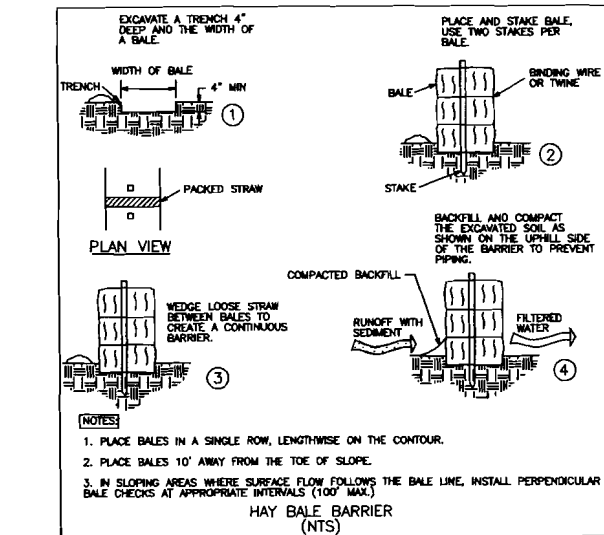 EXCAVATE A TRENCH 4"
DEEP AND THE WIDTH OF
A BALE.
WIDTH OF BALE
TRENCH
4" MIN
1
PLACE AND STAKE BALE,
USE TWO STAKES PER
BALE.
BALE
BINDING WIRE
OR TWINE
STAKE
2
PACKED STRAW
PLAN VIEW
WEDGE LOOSE STRAW
BETWEEN BALES TO
CREATE A CONTINUOUS
BARRIER.
3
BACKFILL AND COMPACT
THE EXCAVATED SOIL AS
SHOWN ON THE UPHILL SIDE
OF THE BARRIER TO PREVENT
PIPING.
COMPACTED BACKFILL
RUNOFF WITH
SEDIMENT
FILTERED
WATER
4
NOTES:
1. PLACE BALES IN A SINGLE ROW, LENGTHWISE ON THE CONTOUR.
2. PLACE BALES 10' AWAY FROM THE TOE OF SLOPE.
3. IN SLOPING AREAS WHERE SURFACE FLOW FOLLOWS THE BALE LINE, INSTALL PERPENDICULAR
BALE CHECKS AT APPROPRIATE INTERVALS (100' MAX.)
HAY BALE BARRIER
(NTS)